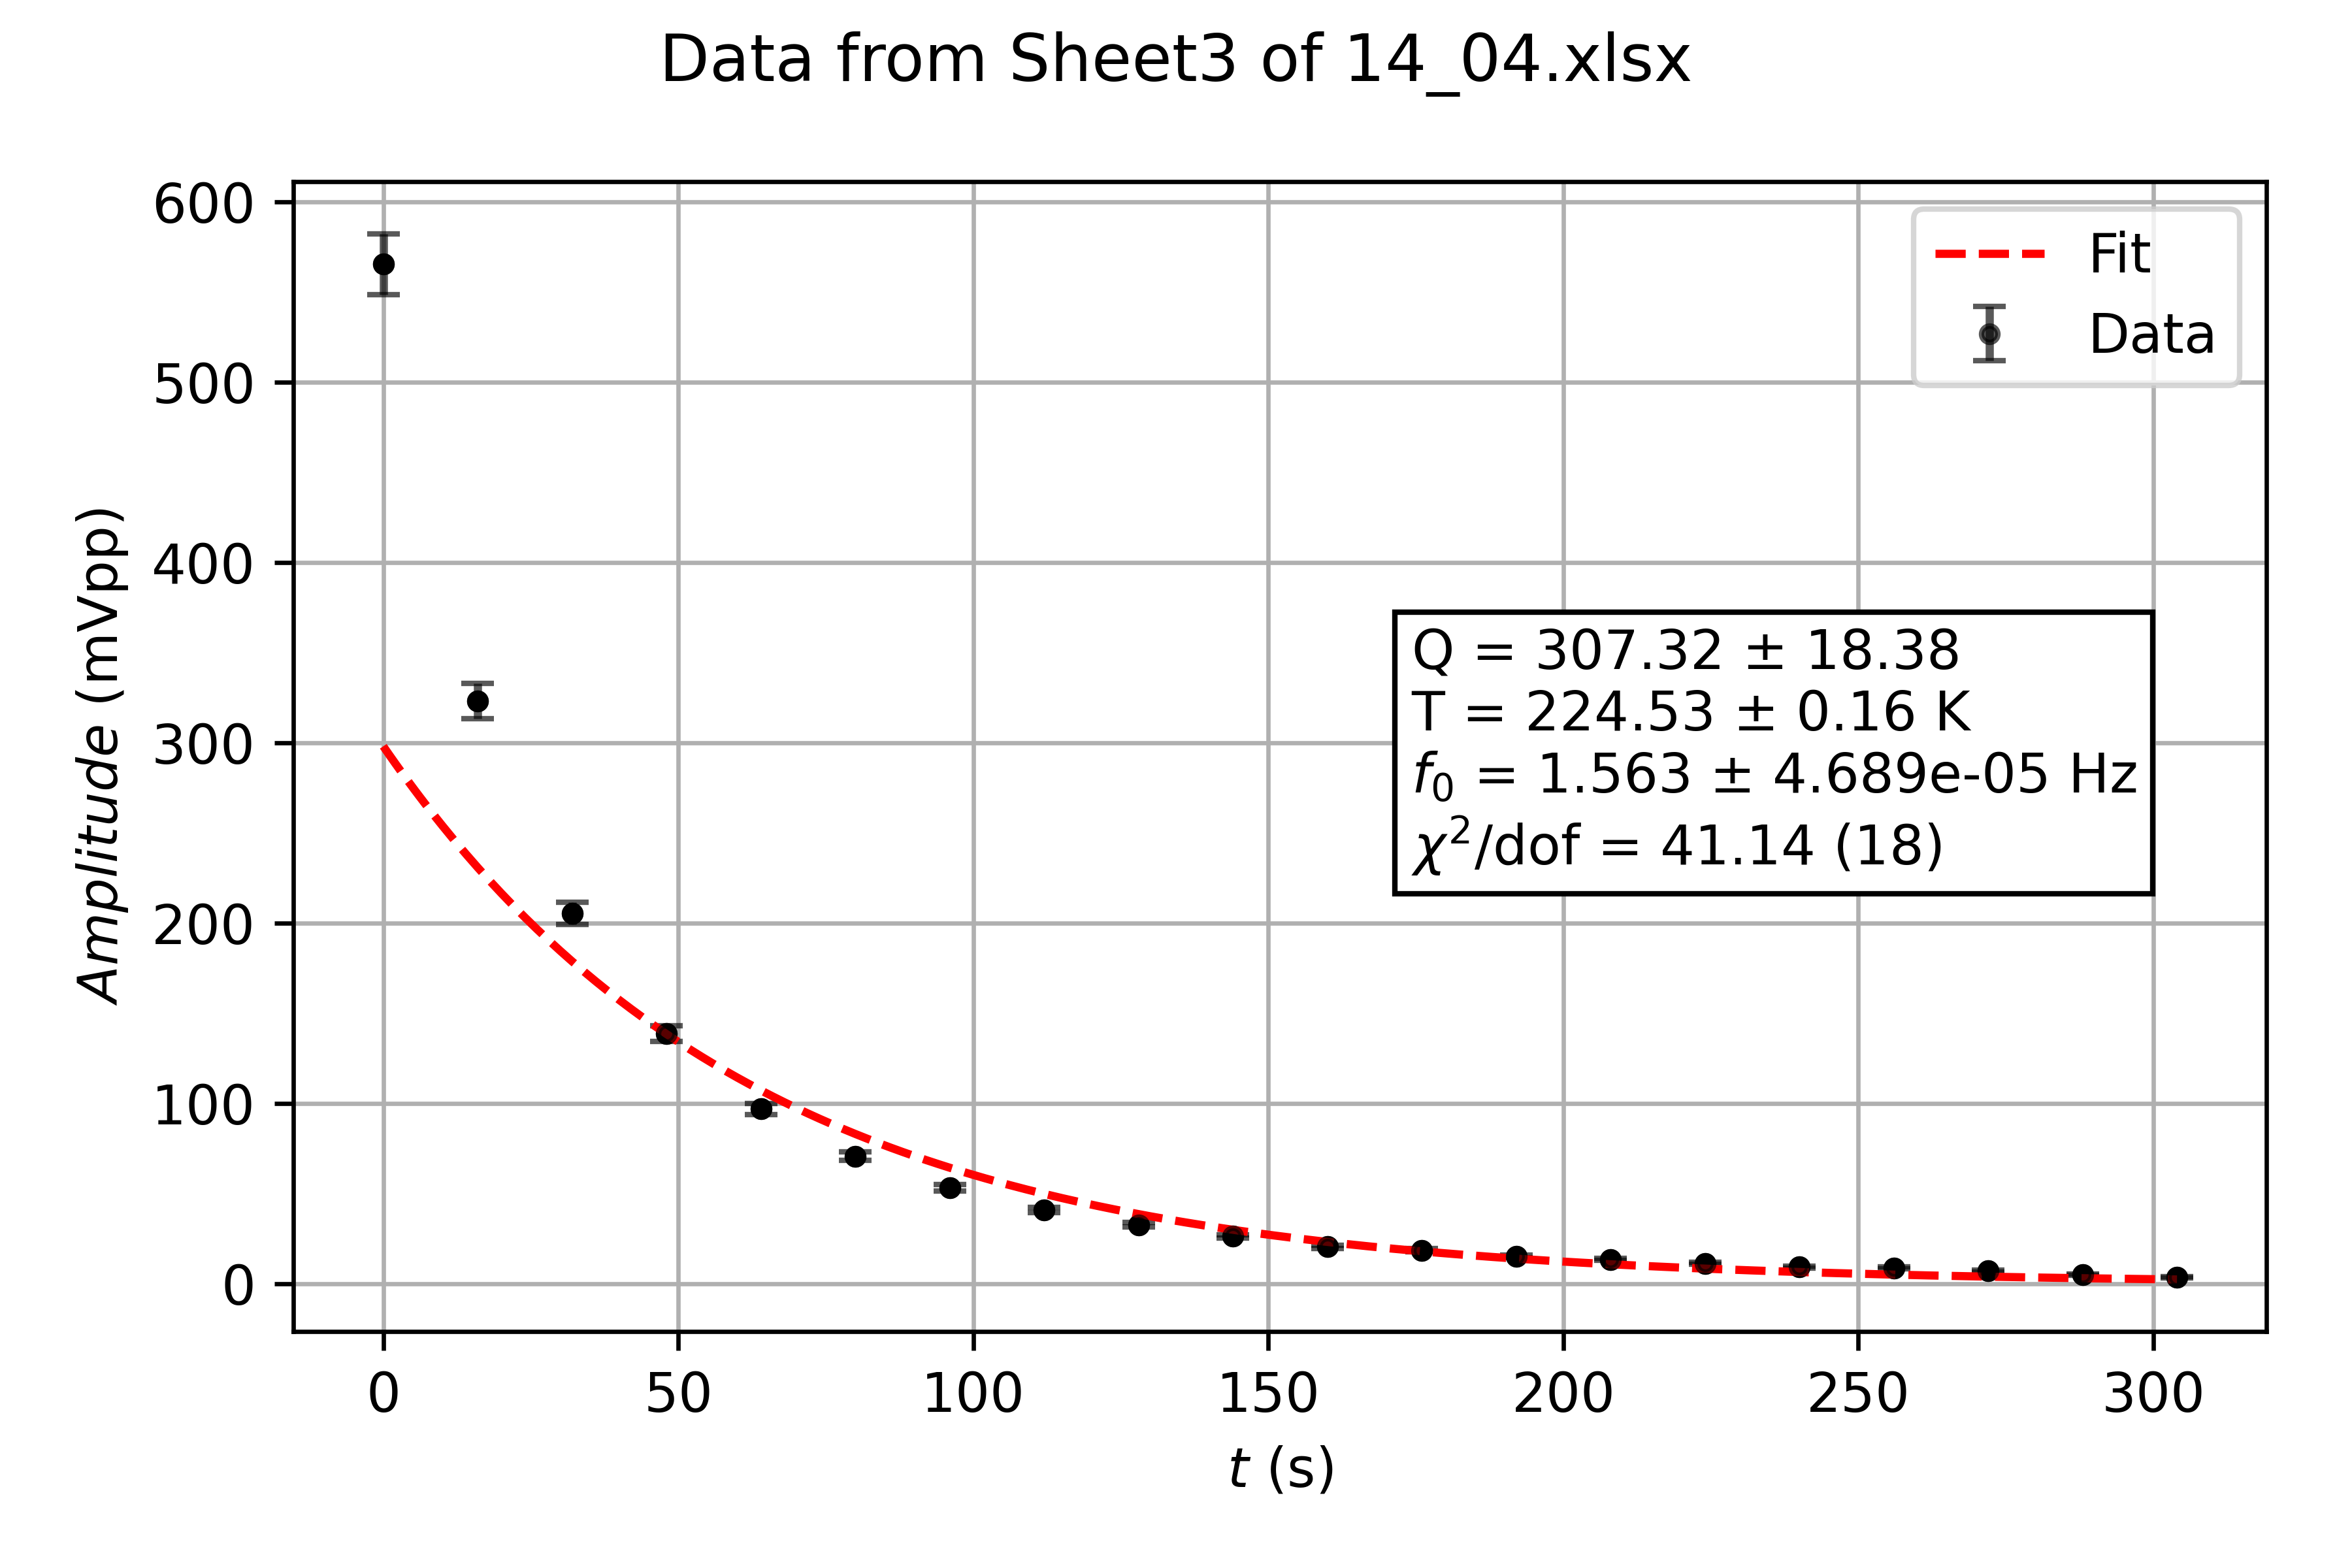 Data from Sheet3 of 14_04.xlsx
600
500
400
300
200
100
0
Amplitude (mVpp)
Fit
Data
Q = 307.32 ± 18.38
T = 224.53 ± 0.16 K
f₀ = 1.563 ± 4.689e-05 Hz
χ²/dof = 41.14 (18)
0 50 100 150 200 250 300
t (s)